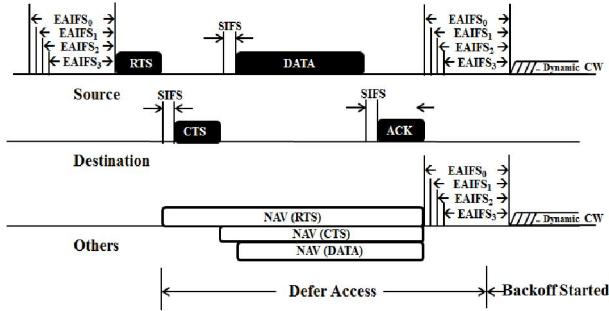 EAIFS0
EAIFS1
EAIFS2
EAIFS3
RTS
SIFS
DATA
EAIFS0
EAIFS1
EAIFS2
EAIFS3
Dynamic CW
Source
SIFS
CTS
SIFS
ACK
Destination
EAIFS0
EAIFS1
EAIFS2
EAIFS3
Dynamic CW
NAV (RTS)
NAV (CTS)
NAV (DATA)
Others
Defer Access
Backoff Started